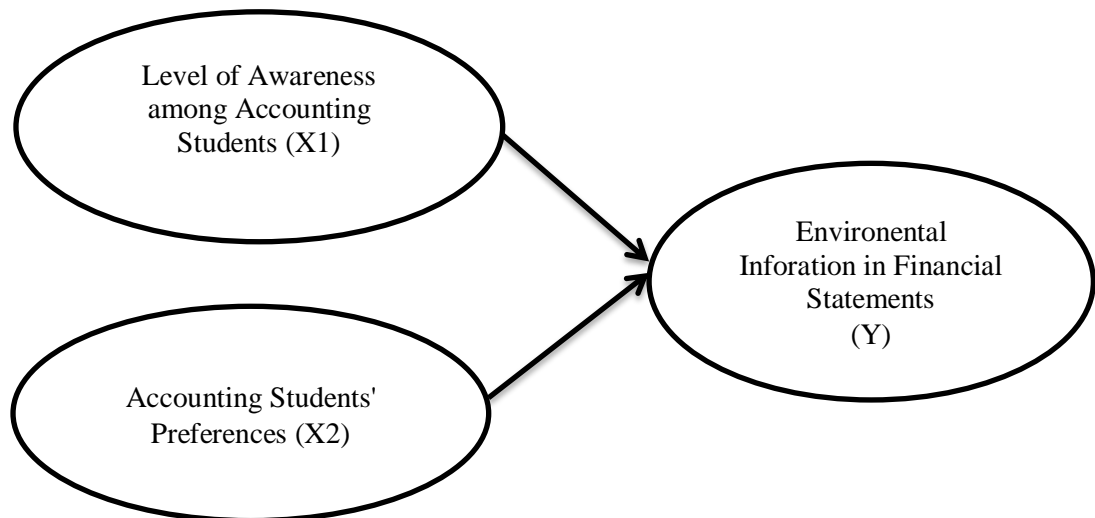 Level of Awareness
among Accounting
Students (X1)
Environental
Inforation in Financial
Statements
(Y)
Accounting Students'
Preferences (X2)